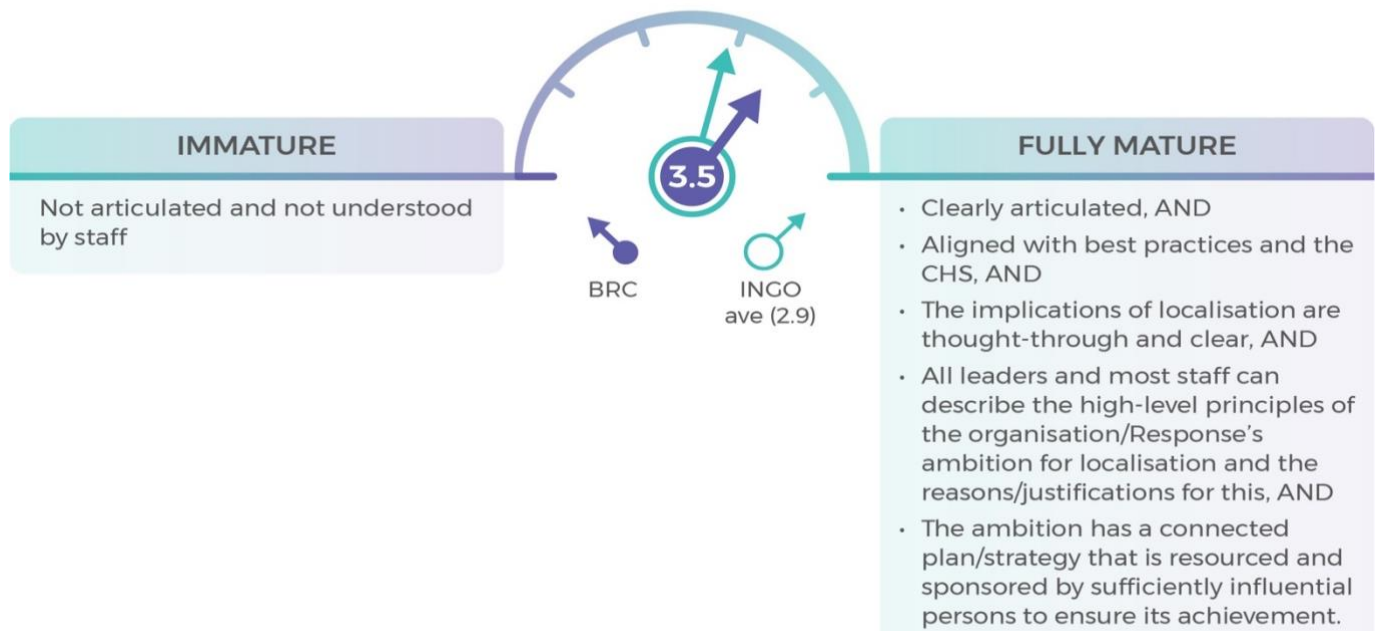 IMMATURE
Not articulated and not understood
by staff
3.5
BRC
INGO
ave (2.9)
FULLY MATURE
• Clearly articulated, AND
• Aligned with best practices and the
CHS, AND
• The implications of localisation are
thought-through and clear, AND
• All leaders and most staff can
describe the high-level principles of
the organisation/Response’s
ambition for localisation and the
reasons/justifications for this, AND
• The ambition has a connected
plan/strategy that is resourced and
sponsored by sufficiently influential
persons to ensure its achievement.